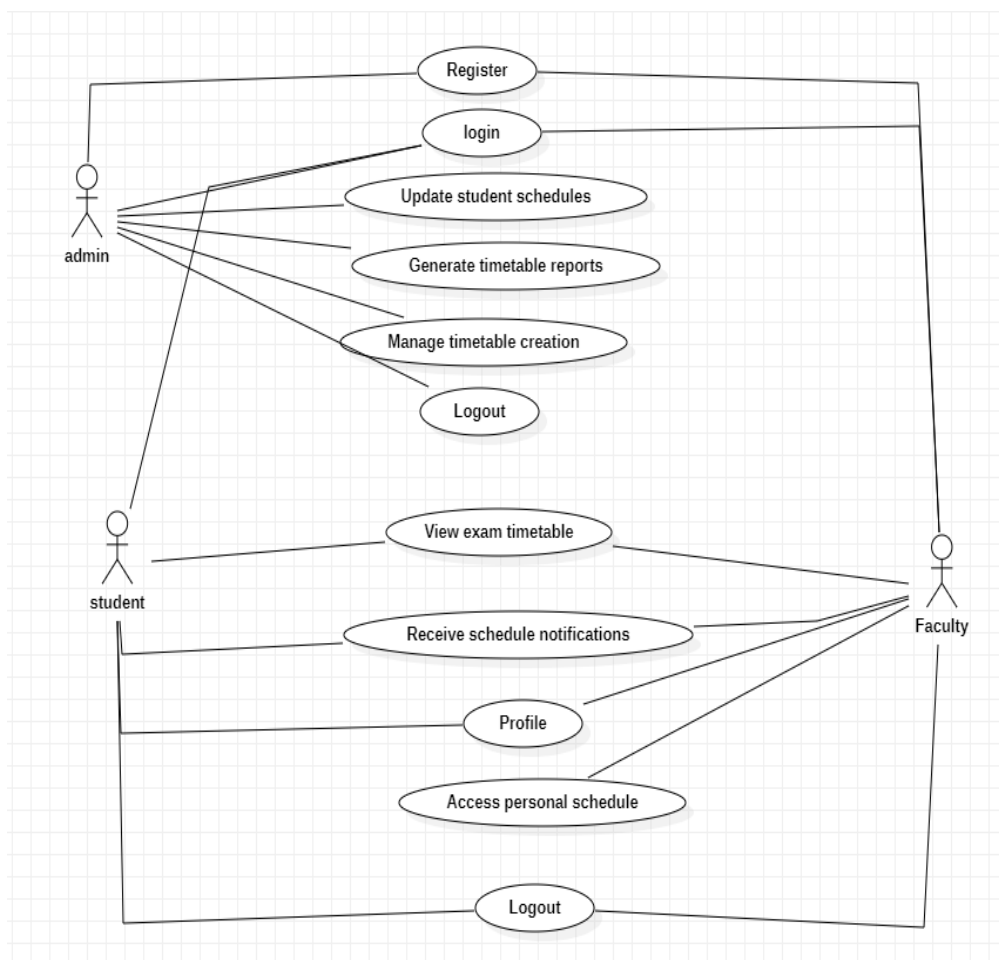 Register
login
Update student schedules
admin
Generate timetable reports
Manage timetable creation
Logout
View exam timetable
student
Receive schedule notifications
Faculty
Profile
Access personal schedule
Logout